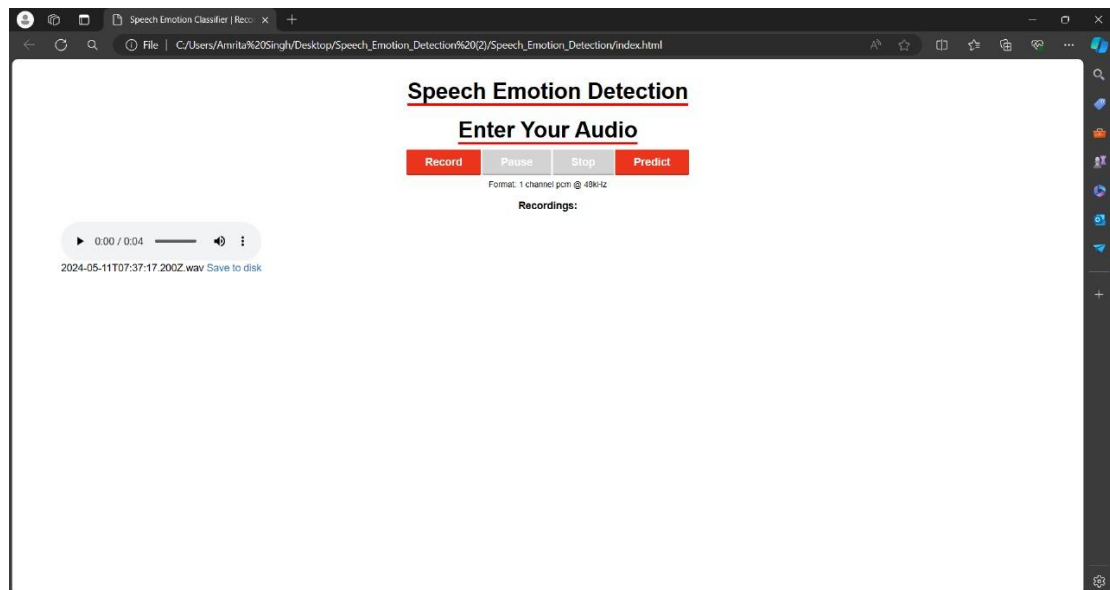 Speech Emotion Classifier | Reco
File | C:/Users/Amrita%20Singh/Desktop/Speech_Emotion_Detection%20(2)/Speech_Emotion_Detection/index.html
Speech Emotion Detection
Enter Your Audio
Record Pause Stop Predict
Format: 1 channel pcm @ 48kHz
Recordings:
0:00 / 0:04
2024-05-11T07:37:17.200Z.wav Save to disk